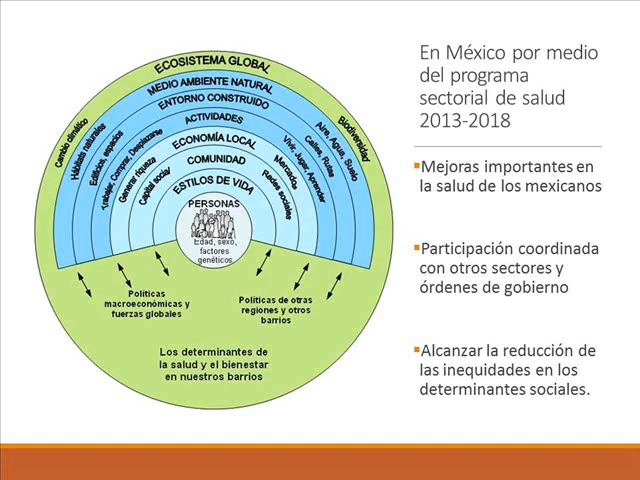 ECOSISTEMA GLOBAL
Cambio climático
Biodiversidad
MEDIO AMBIENTE NATURAL
Hábitats naturales
Aire, Agua, Suelo
ENTORNO CONSTRUIDO
Edificios, espacios
Calles, Rutas
ACTIVIDADES
Trabajar, Comprar, Desplazarse
Vivir, Jugar, Aprender
ECONOMÍA LOCAL
Generar riqueza
Mercados
COMUNIDAD
Capital social
Redes sociales
ESTILOS DE VIDA
PERSONAS
Edad, sexo,
factores
genéticos
Políticas
macroeconómicas y
fuerzas globales
Políticas de otras
regiones y otros
barrios
Los determinantes de
la salud y el bienestar
en nuestros barrios
En México por medio
del programa
sectorial de salud
2013-2018
Mejoras importantes en
la salud de los mexicanos
Participación coordinada
con otros sectores y
órdenes de gobierno
Alcanzar la reducción de
las inequidades en los
determinantes sociales.